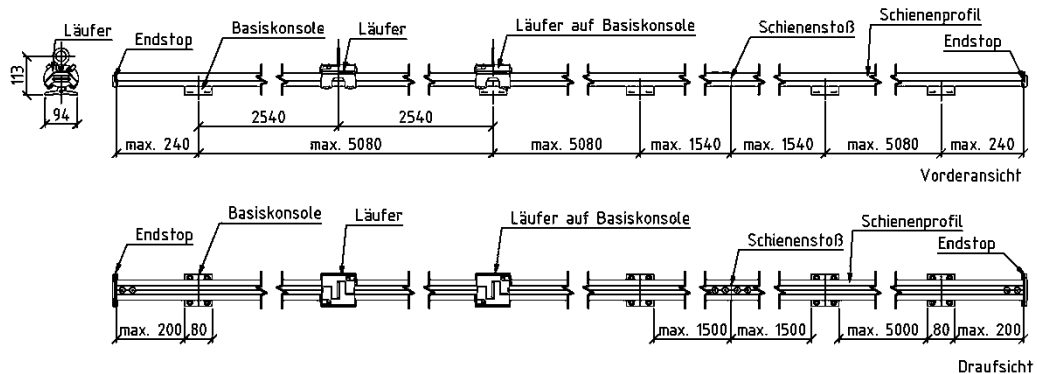 Läufer
Endstop
Basiskonsole
Läufer
Läufer auf Basiskonsole
Schienenstoß
Schienenprofil
Endstop
113
94
2540
2540
max. 240
max. 5080
max. 5080
max. 1540
max. 1540
max. 5080
max. 240
Vorderansicht
Endstop
Basiskonsole
Läufer
Läufer auf Basiskonsole
Schienenstoß
Schienenprofil
Endstop
max. 200
80
max. 1500
max. 1500
max. 5000
80
max. 200
Draufsicht